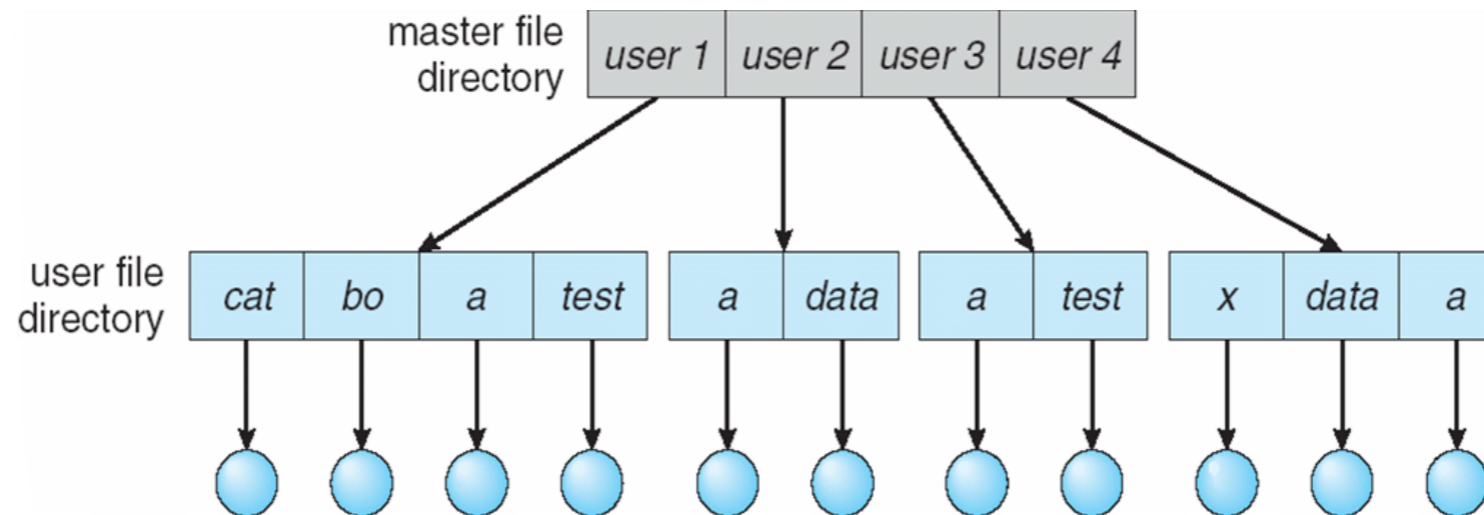 master file directory
user 1 user 2 user 3 user 4
user file directory
cat bo a test a data a test x data a